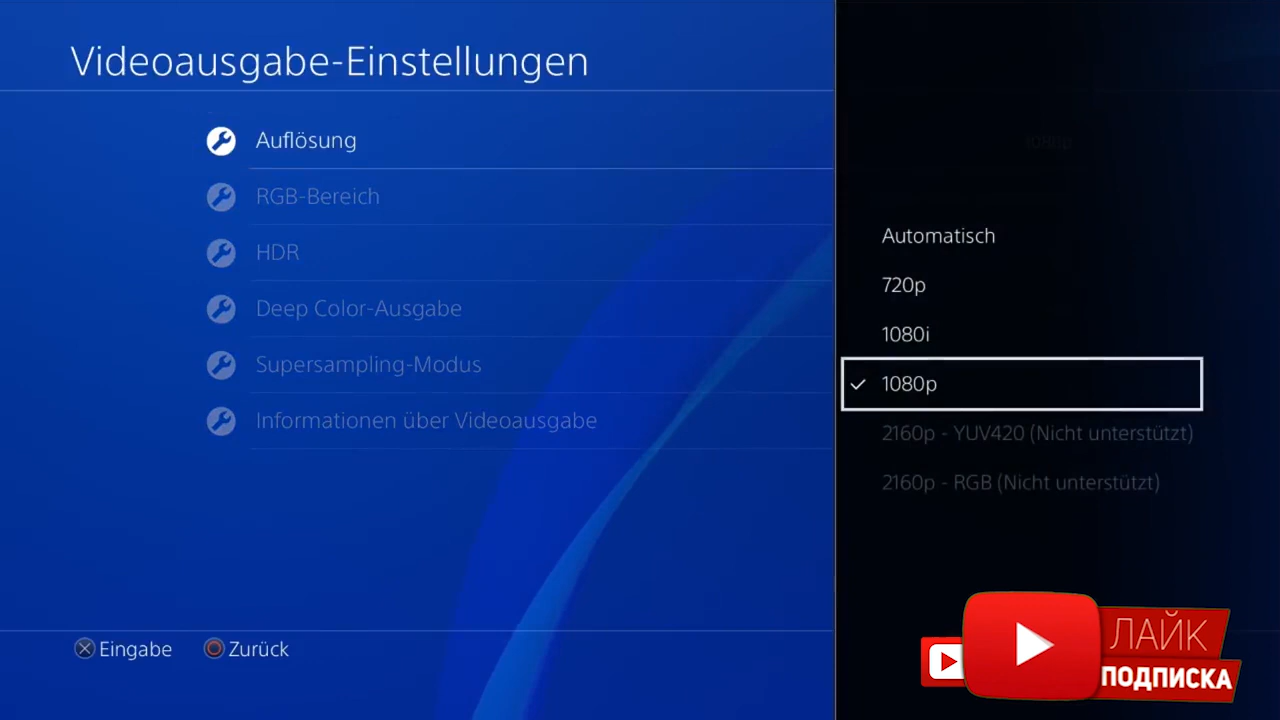 Videoausgabe-Einstellungen
Auflösung
1080p
RGB-Bereich
HDR
Deep Color-Ausgabe
Supersampling-Modus
Informationen über Videoausgabe
Automatisch
720p
1080i
1080p
2160p - YUV420 (Nicht unterstützt)
2160p - RGB (Nicht unterstützt)
Eingabe
Zurück
ЛАЙК
ПОДПИСКА